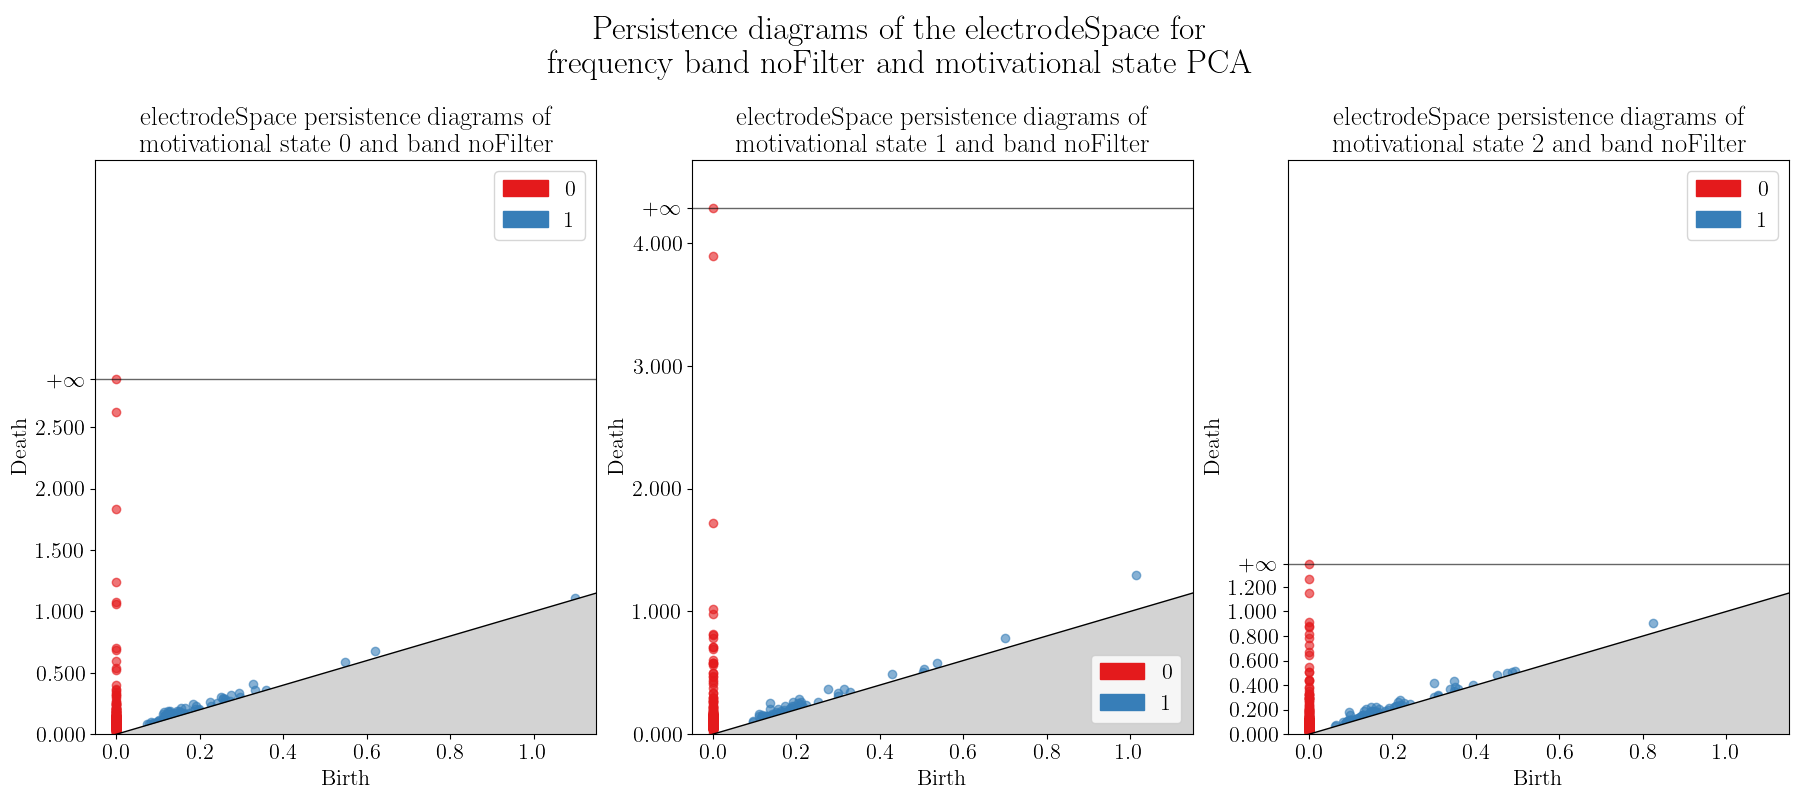 Persistence diagrams of the electrodeSpace for
frequency band noFilter and motivational state PCA
electrodeSpace persistence diagrams of
motivational state 0 and band noFilter
0
1
+∞
2.500
2.000
1.500
1.000
0.500
0.000
Death
0.0 0.2 0.4 0.6 0.8 1.0
Birth
electrodeSpace persistence diagrams of
motivational state 1 and band noFilter
+∞
4.000
3.000
2.000
1.000
0.000
Death
0
1
0.0 0.2 0.4 0.6 0.8 1.0
Birth
electrodeSpace persistence diagrams of
motivational state 2 and band noFilter
0
1
+∞
1.200
1.000
0.800
0.600
0.400
0.200
0.000
Death
0.0 0.2 0.4 0.6 0.8 1.0
Birth